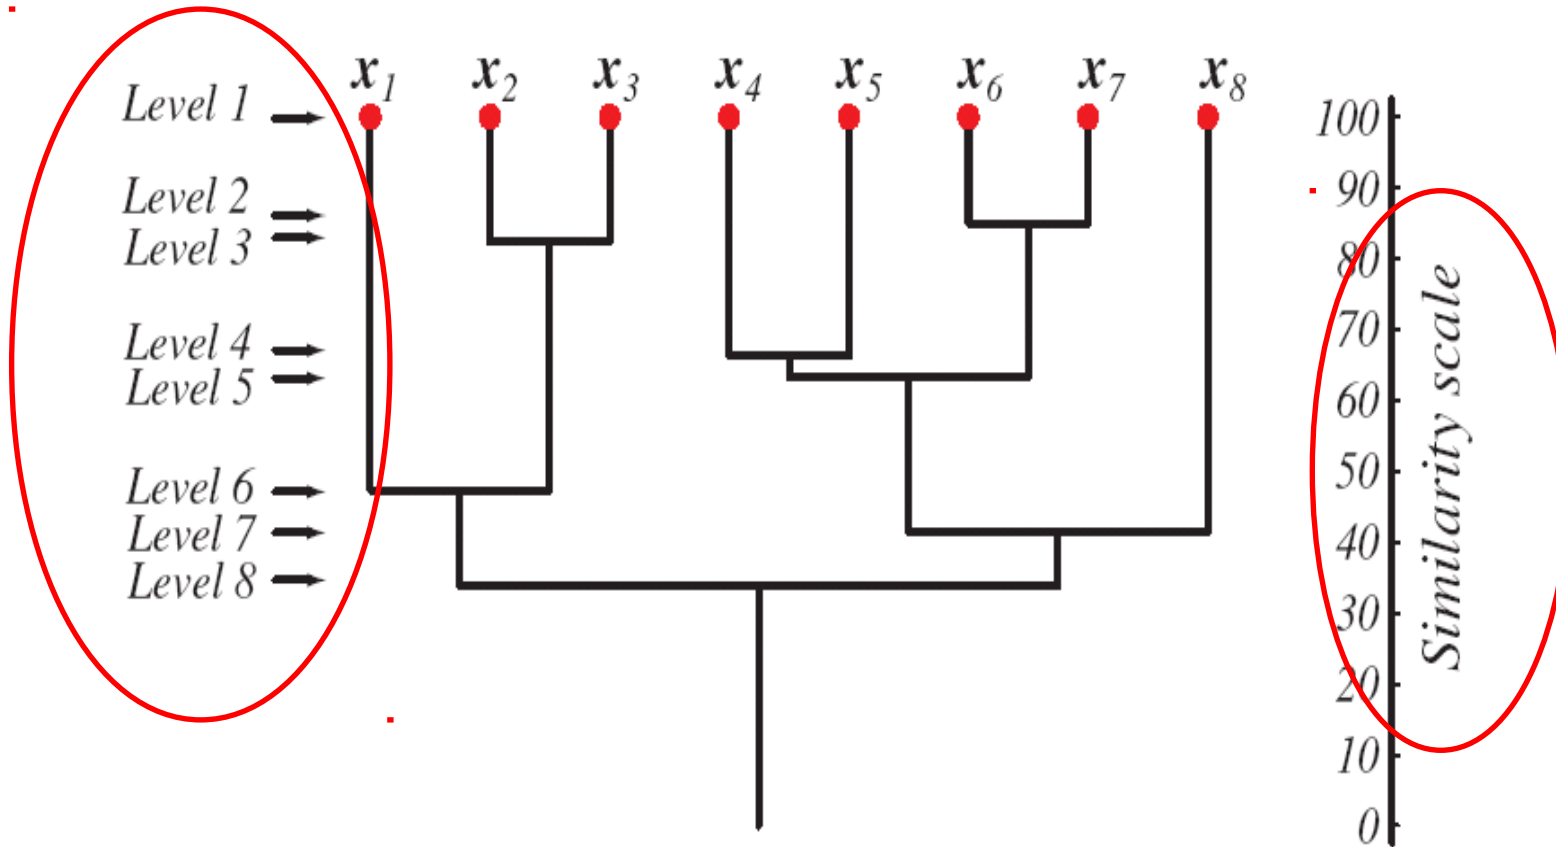 x1 x2 x3 x4 x5 x6 x7 x8
Level 1
Level 2
Level 3
Level 4
Level 5
Level 6
Level 7
Level 8
100
90
80
70
60
50
40
30
20
10
0
Similarity scale